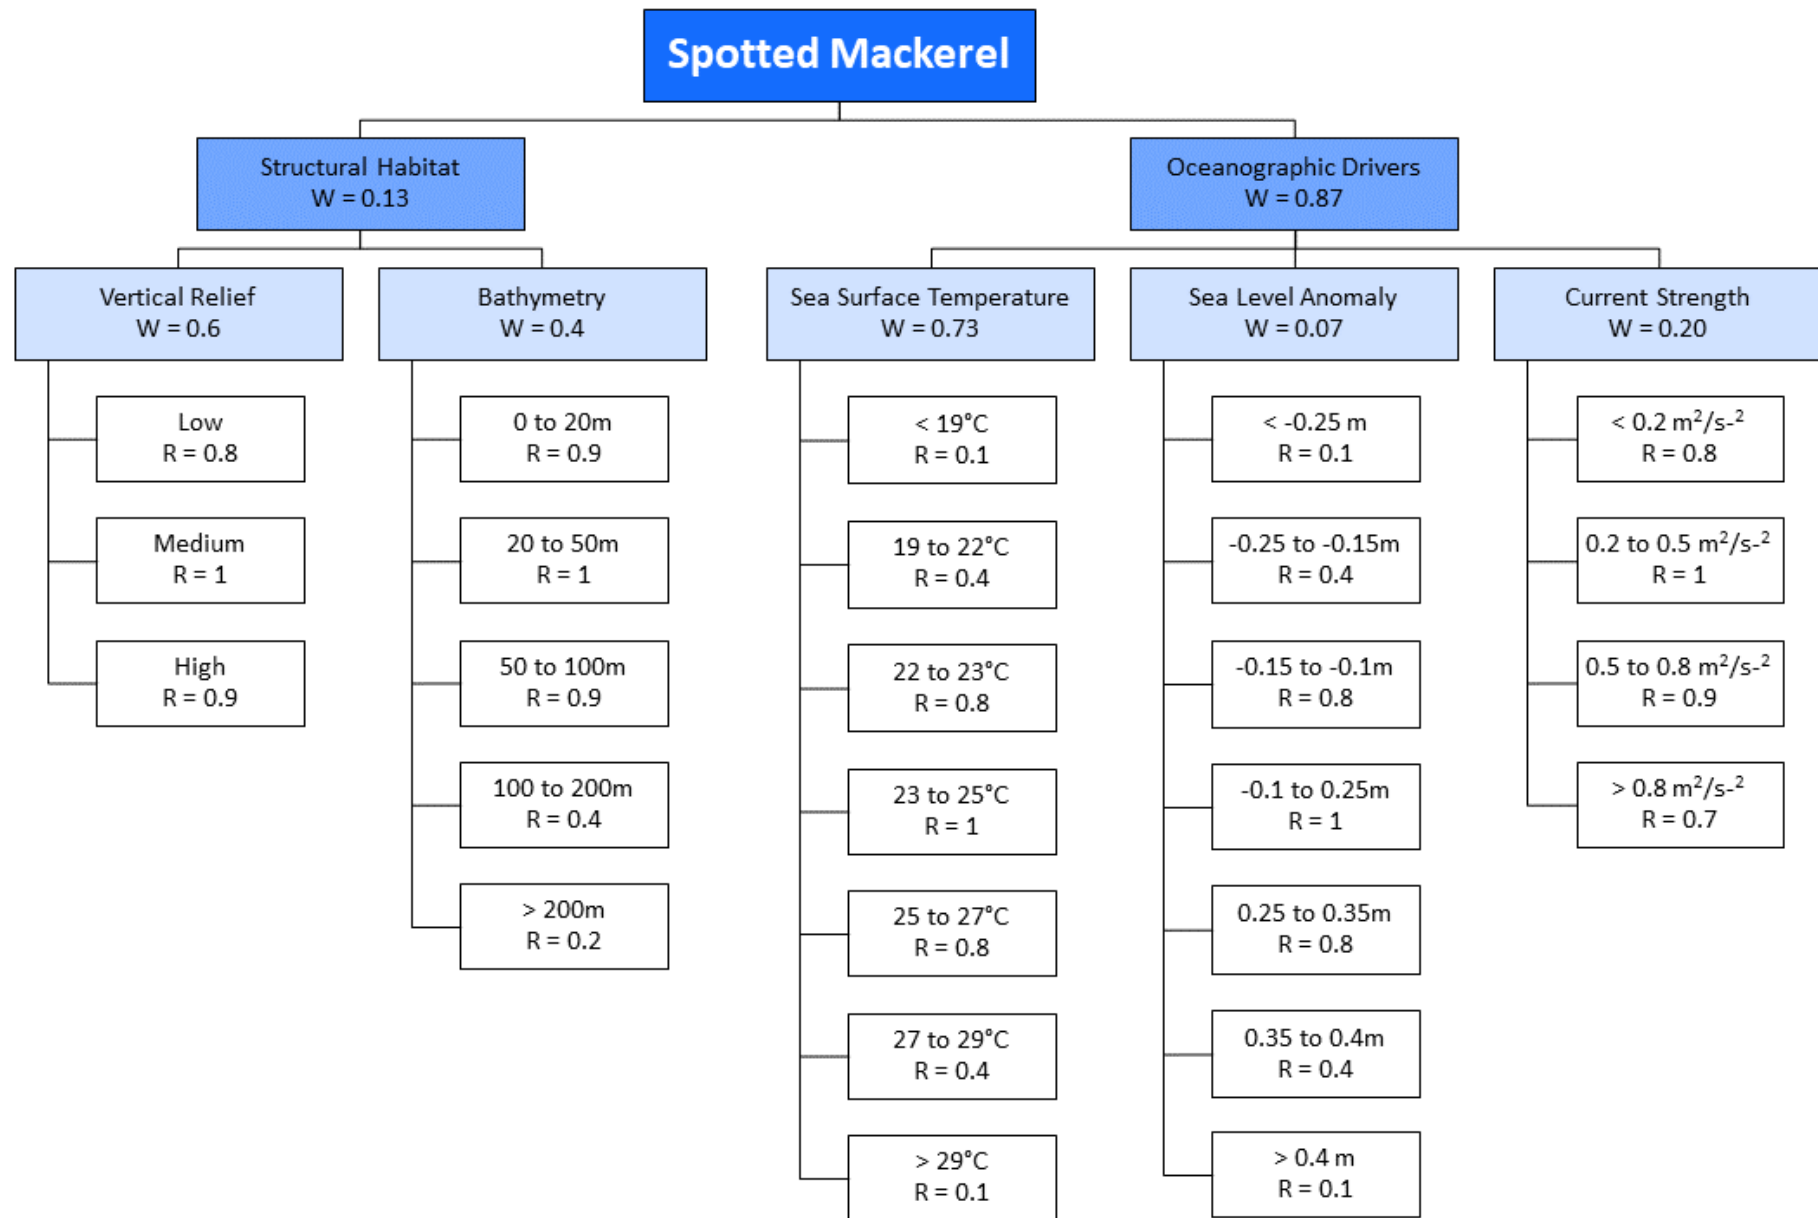 Spotted Mackerel
Structural Habitat
W = 0.13
Oceanographic Drivers
W = 0.87
Vertical Relief
W = 0.6
Bathymetry
W = 0.4
Sea Surface Temperature
W = 0.73
Sea Level Anomaly
W = 0.07
Current Strength
W = 0.20
Low
R = 0.8
Medium
R = 1
High
R = 0.9
0 to 20m
R = 0.9
20 to 50m
R = 1
50 to 100m
R = 0.9
100 to 200m
R = 0.4
> 200m
R = 0.2
< 19°C
R = 0.1
19 to 22°C
R = 0.4
22 to 23°C
R = 0.8
23 to 25°C
R = 1
25 to 27°C
R = 0.8
27 to 29°C
R = 0.4
> 29°C
R = 0.1
< -0.25 m
R = 0.1
-0.25 to -0.15m
R = 0.4
-0.15 to -0.1m
R = 0.8
-0.1 to 0.25m
R = 1
0.25 to 0.35m
R = 0.8
0.35 to 0.4m
R = 0.4
> 0.4 m
R = 0.1
< 0.2 m²/s-²
R = 0.8
0.2 to 0.5 m²/s-²
R = 1
0.5 to 0.8 m²/s-²
R = 0.9
> 0.8 m²/s-²
R = 0.7